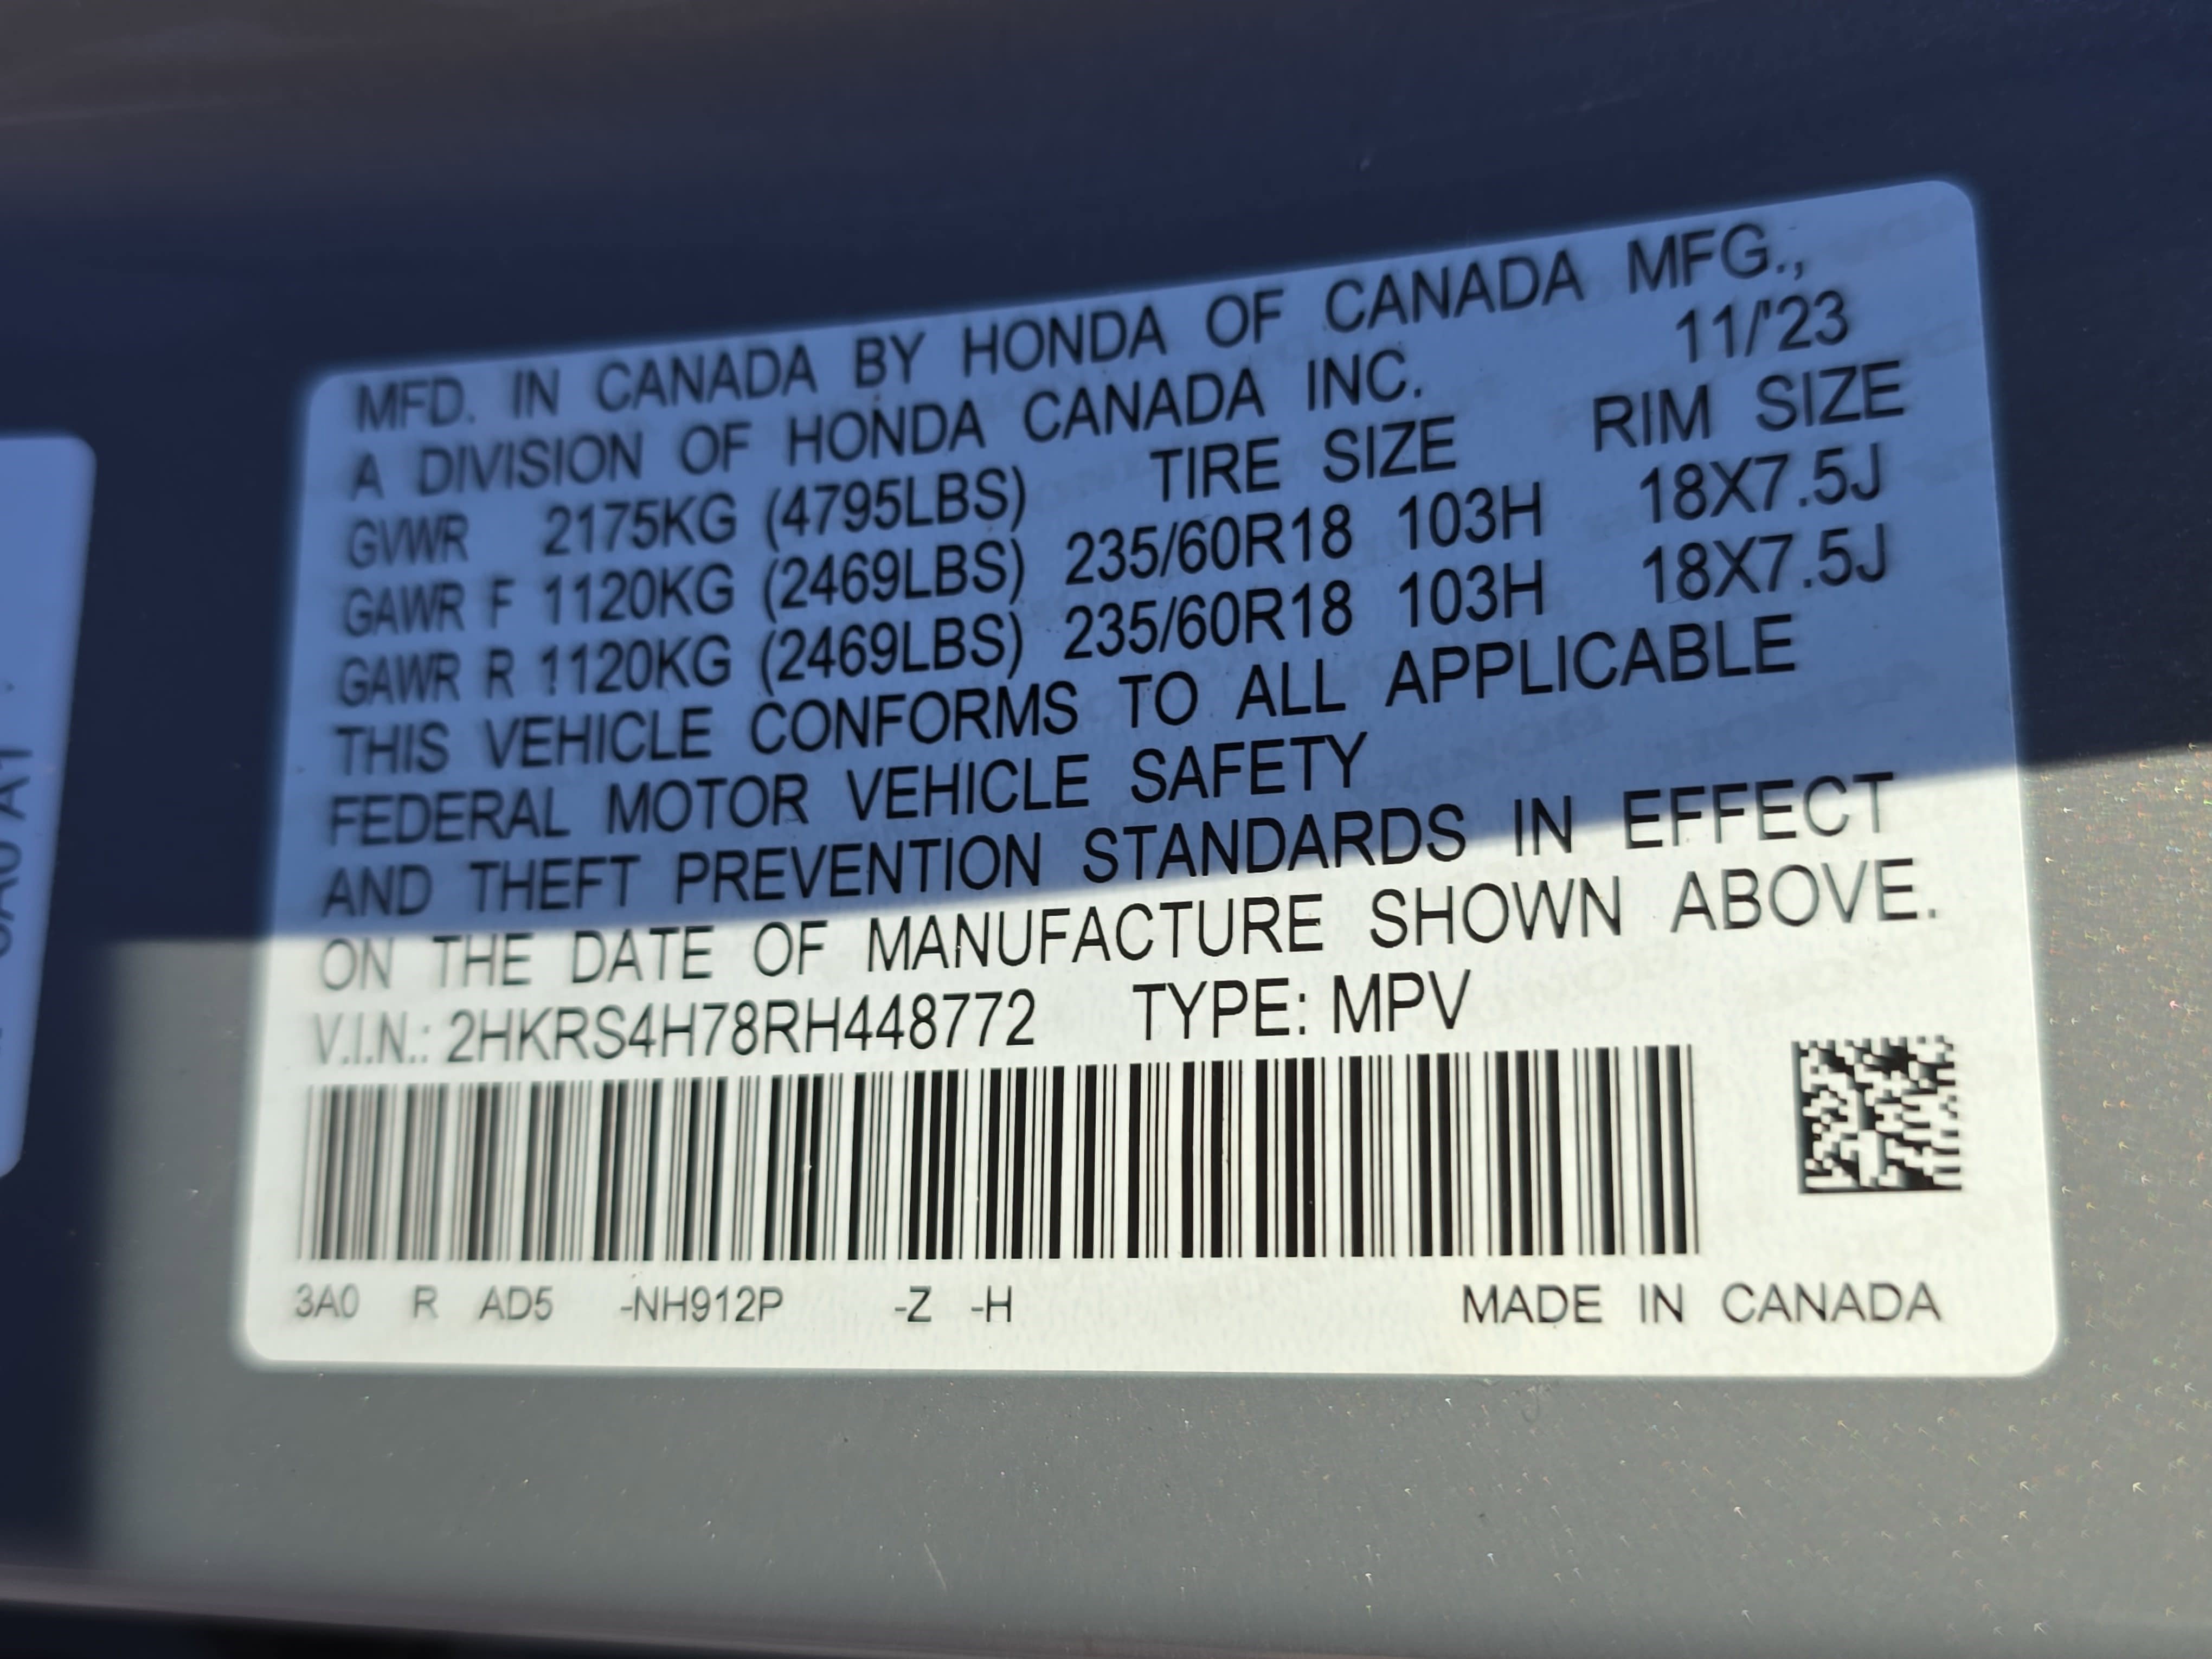 MFD. IN CANADA BY HONDA OF CANADA MFG.,
A DIVISION OF HONDA CANADA INC. 11/'23
GVWR 2175KG (4795LBS) TIRE SIZE RIM SIZE
GAWR F 1120KG (2469LBS) 235/60R18 103H 18X7.5J
GAWR R 1120KG (2469LBS) 235/60R18 103H 18X7.5J
THIS VEHICLE CONFORMS TO ALL APPLICABLE
FEDERAL MOTOR VEHICLE SAFETY
AND THEFT PREVENTION STANDARDS IN EFFECT
ON THE DATE OF MANUFACTURE SHOWN ABOVE.
V.I.N.: 2HKRS4H78RH448772 TYPE: MPV
3A0 R AD5 -NH912P -Z -H MADE IN CANADA